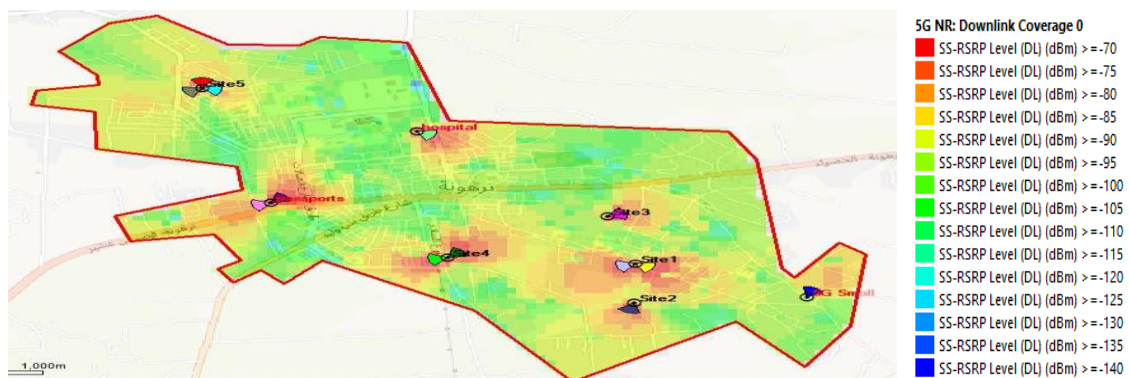 5G NR: Downlink Coverage 0
SS-RSRP Level (DL) (dBm) >=-70
SS-RSRP Level (DL) (dBm) >=-75
SS-RSRP Level (DL) (dBm) >=-80
SS-RSRP Level (DL) (dBm) >=-85
SS-RSRP Level (DL) (dBm) >=-90
SS-RSRP Level (DL) (dBm) >=-95
SS-RSRP Level (DL) (dBm) >=-100
SS-RSRP Level (DL) (dBm) >=-105
SS-RSRP Level (DL) (dBm) >=-110
SS-RSRP Level (DL) (dBm) >=-115
SS-RSRP Level (DL) (dBm) >=-120
SS-RSRP Level (DL) (dBm) >=-125
SS-RSRP Level (DL) (dBm) >=-130
SS-RSRP Level (DL) (dBm) >=-135
SS-RSRP Level (DL) (dBm) >=-140
Site5
hospital
ترهونة
Site3
Site4
Site1
Small
Site2
1,000m